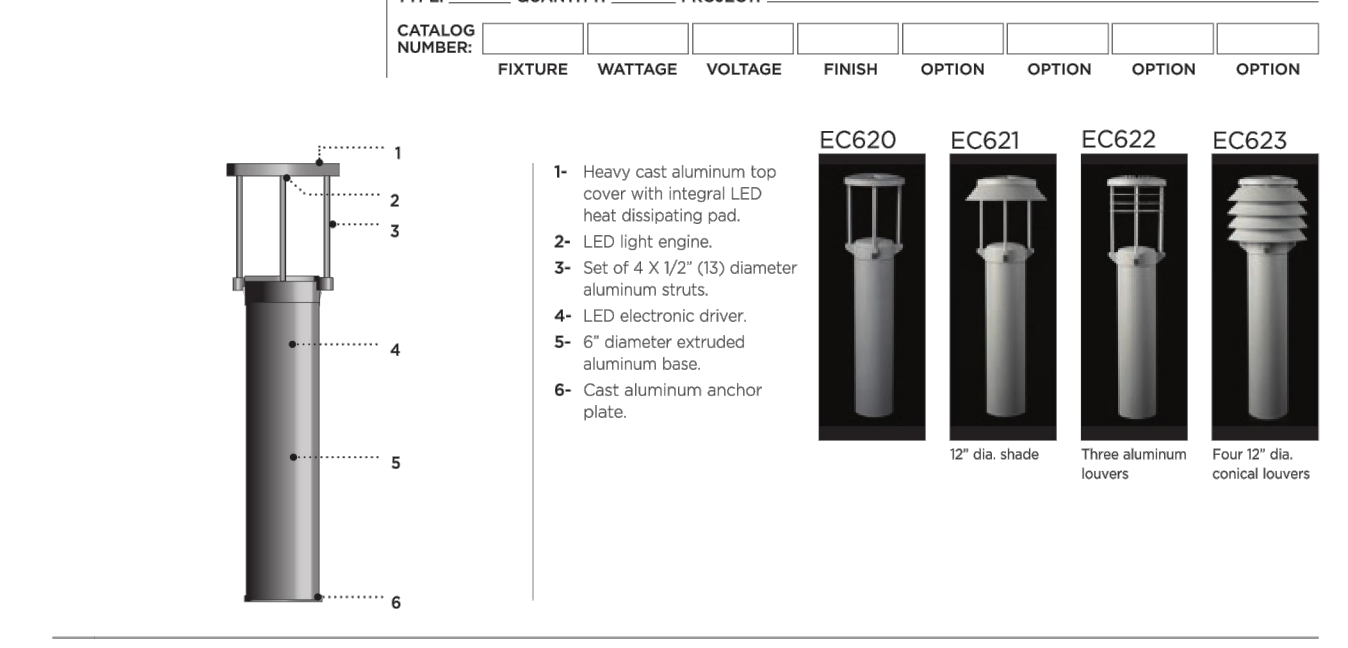 CATALOG
NUMBER:
FIXTURE WATTAGE VOLTAGE FINISH OPTION OPTION OPTION OPTION
1
2
3
4
5
6
1- Heavy cast aluminum top
cover with integral LED
heat dissipating pad.
2- LED light engine.
3- Set of 4 X 1/2" (13) diameter
aluminum struts.
4- LED electronic driver.
5- 6" diameter extruded
aluminum base.
6- Cast aluminum anchor
plate.
EC620
EC621
12" dia. shade
EC622
Three aluminum
louvers
EC623
Four 12" dia.
conical louvers